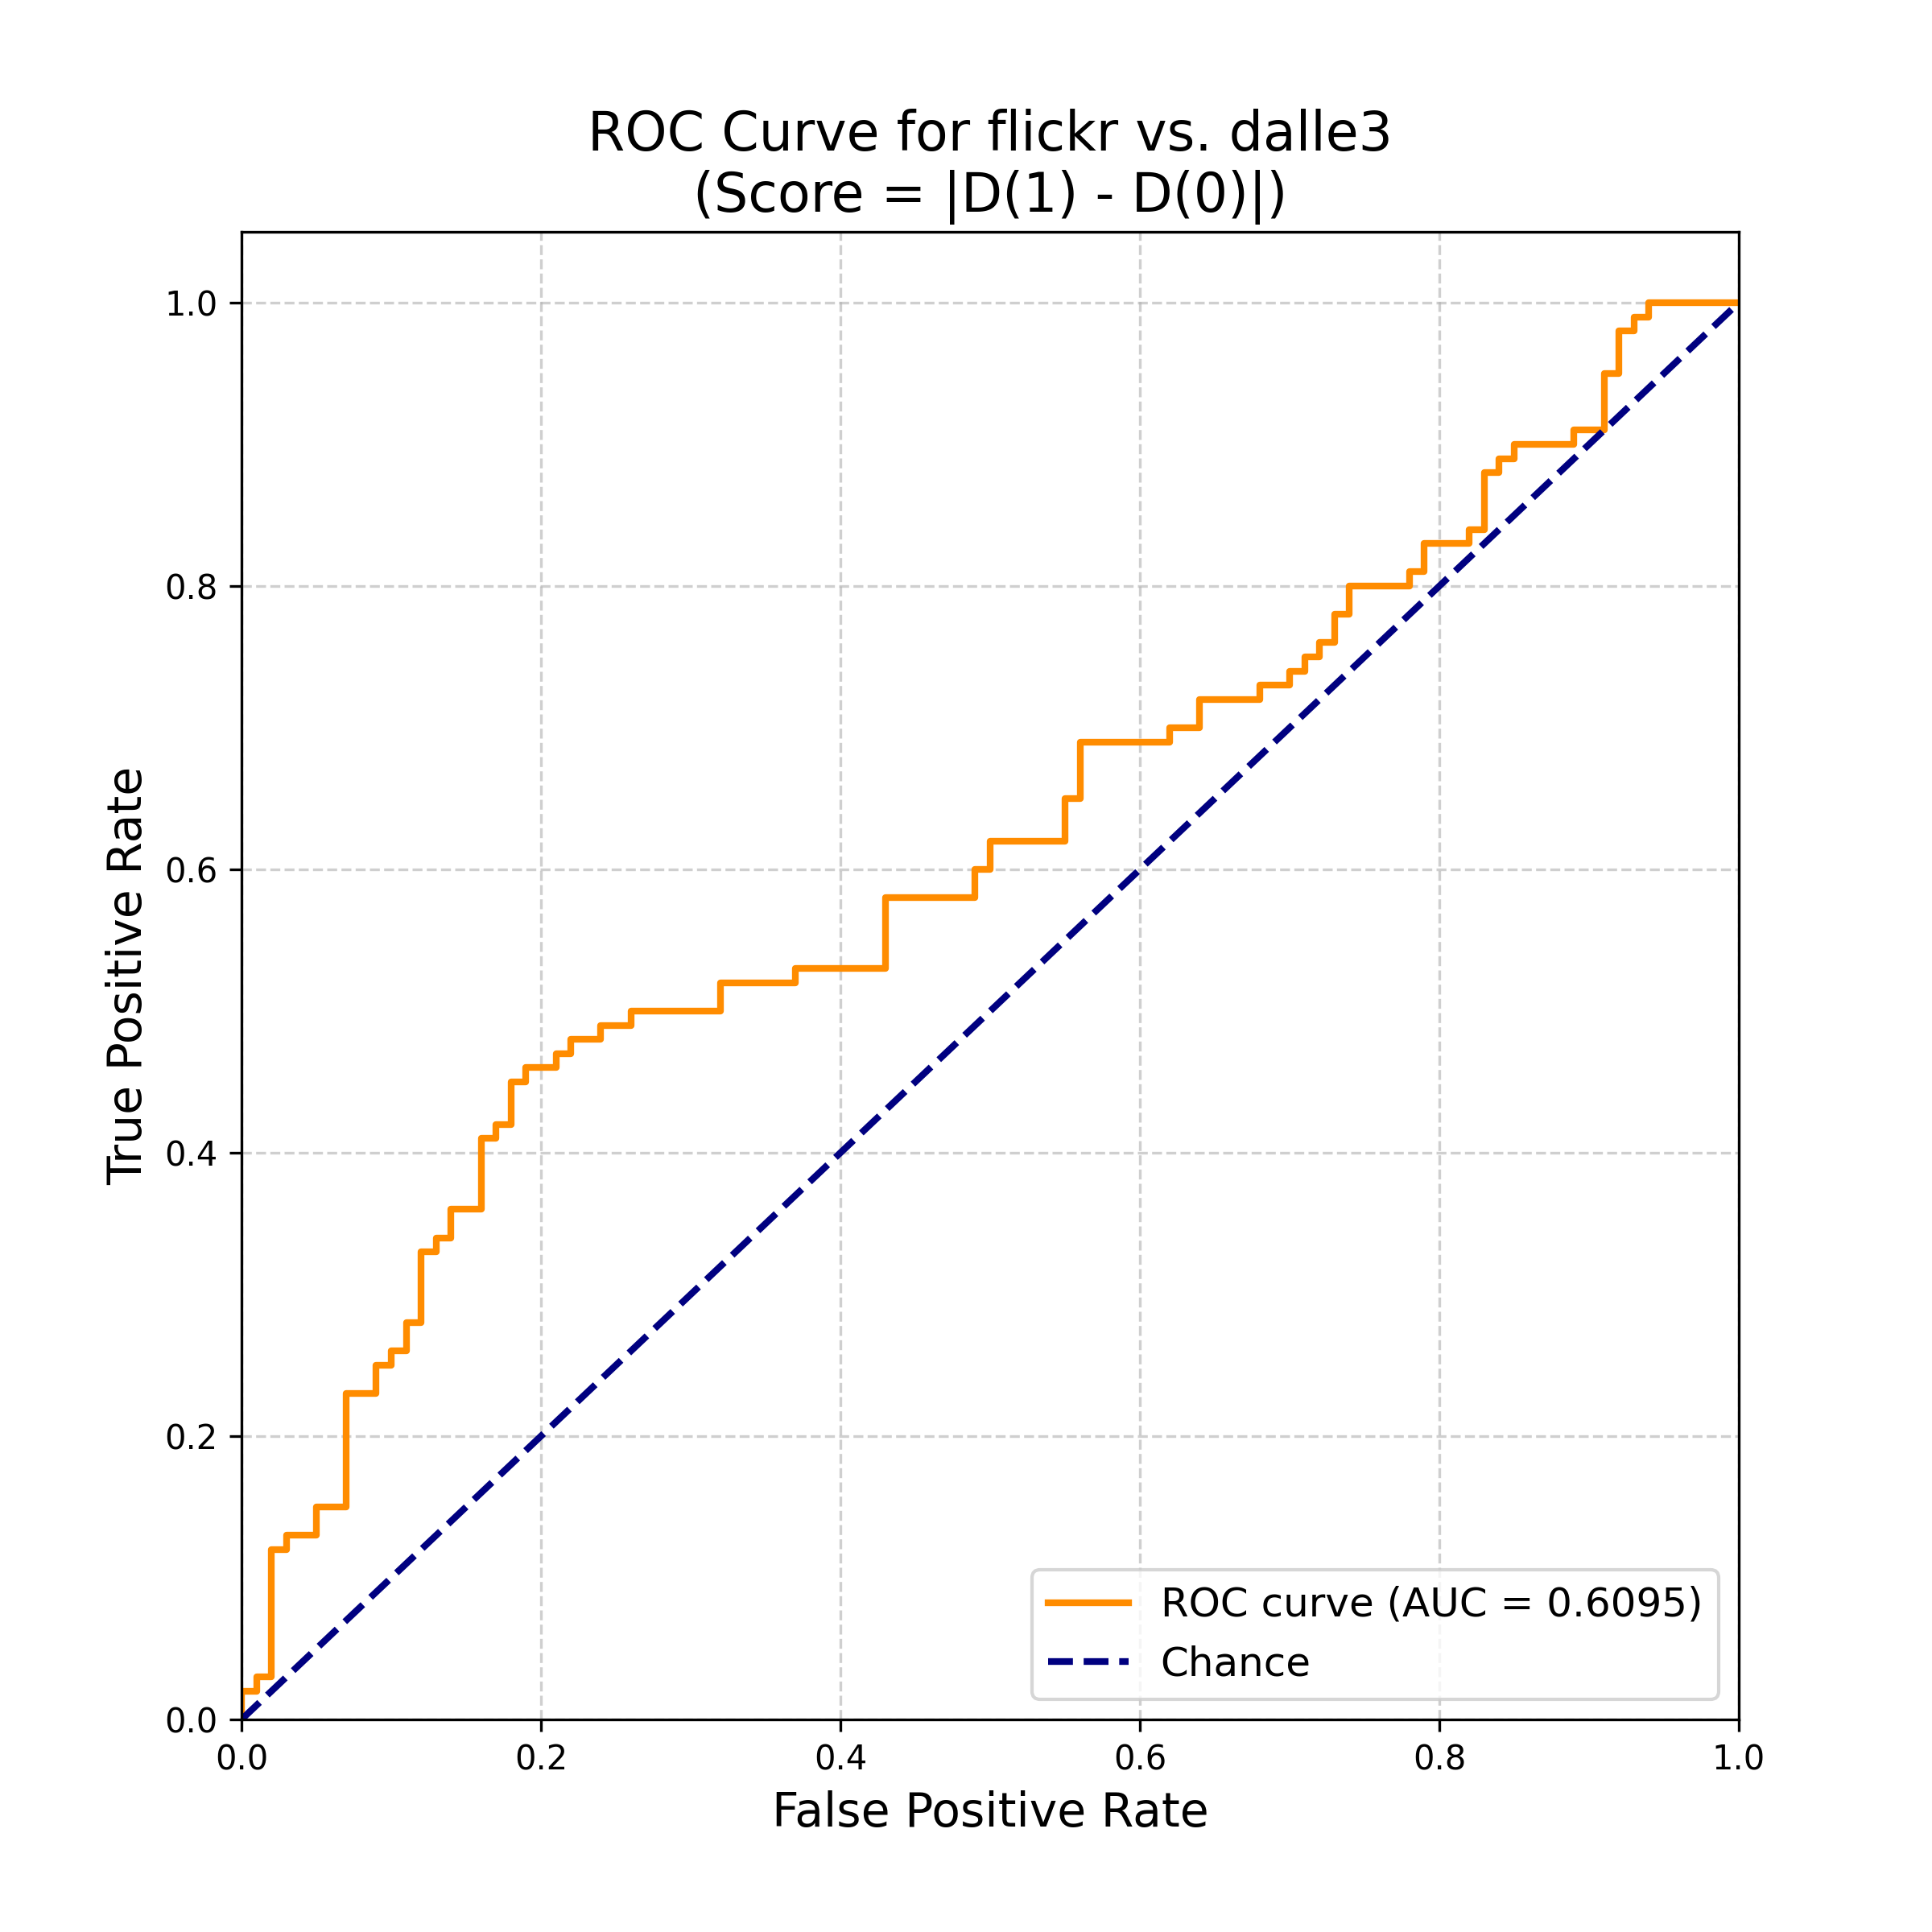 ROC Curve for flickr vs. dalle3
(Score = |D(1) - D(0)|)
True Positive Rate
1.0
0.8
0.6
0.4
0.2
0.0
0.0 0.2 0.4 0.6 0.8 1.0
False Positive Rate
ROC curve (AUC = 0.6095)
Chance